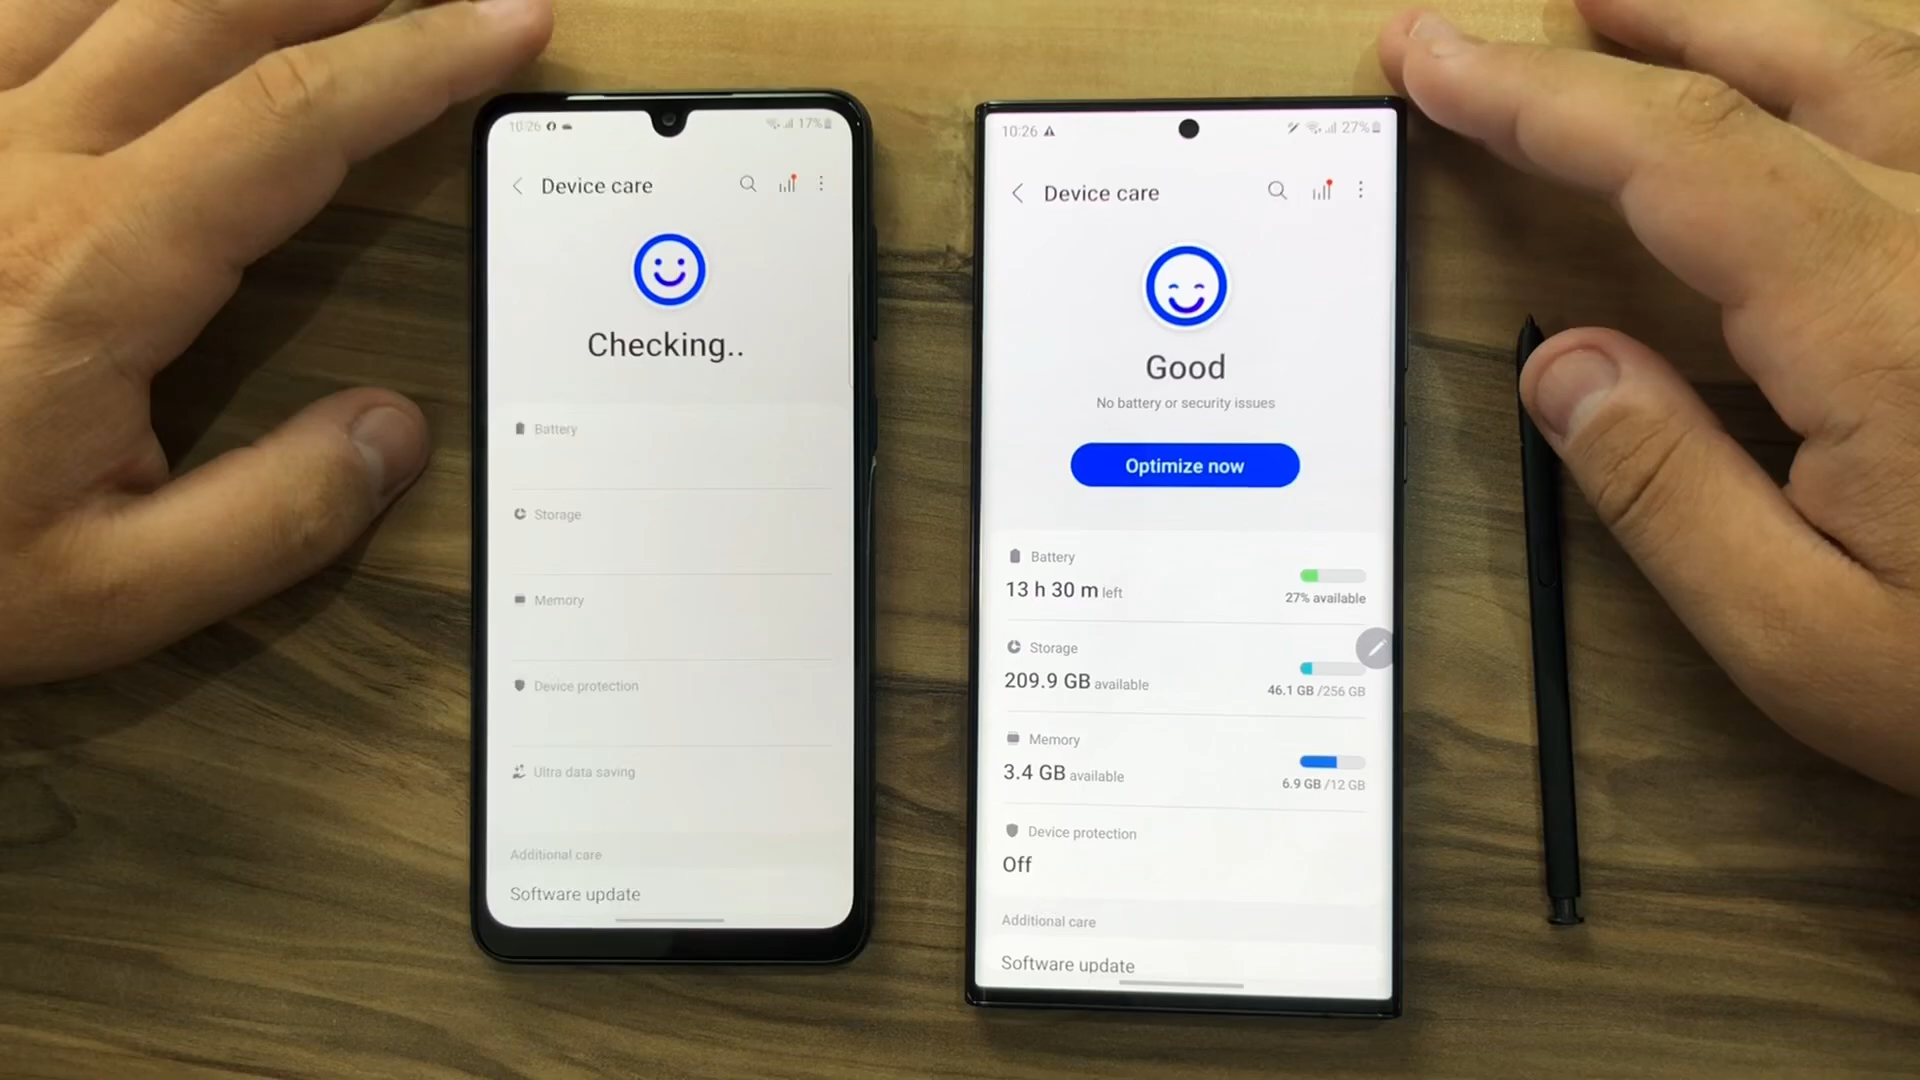 10:26
17%
Device care
Checking..
Battery
Storage
Memory
Device protection
Ultra data saving
Additional care
Software update
10:26
27%
Device care
Good
No battery or security issues
Optimize now
Battery
13 h 30 m left
27% available
Storage
209.9 GB available
46.1 GB /256 GB
Memory
3.4 GB available
6.9 GB /12 GB
Device protection
Off
Additional care
Software update